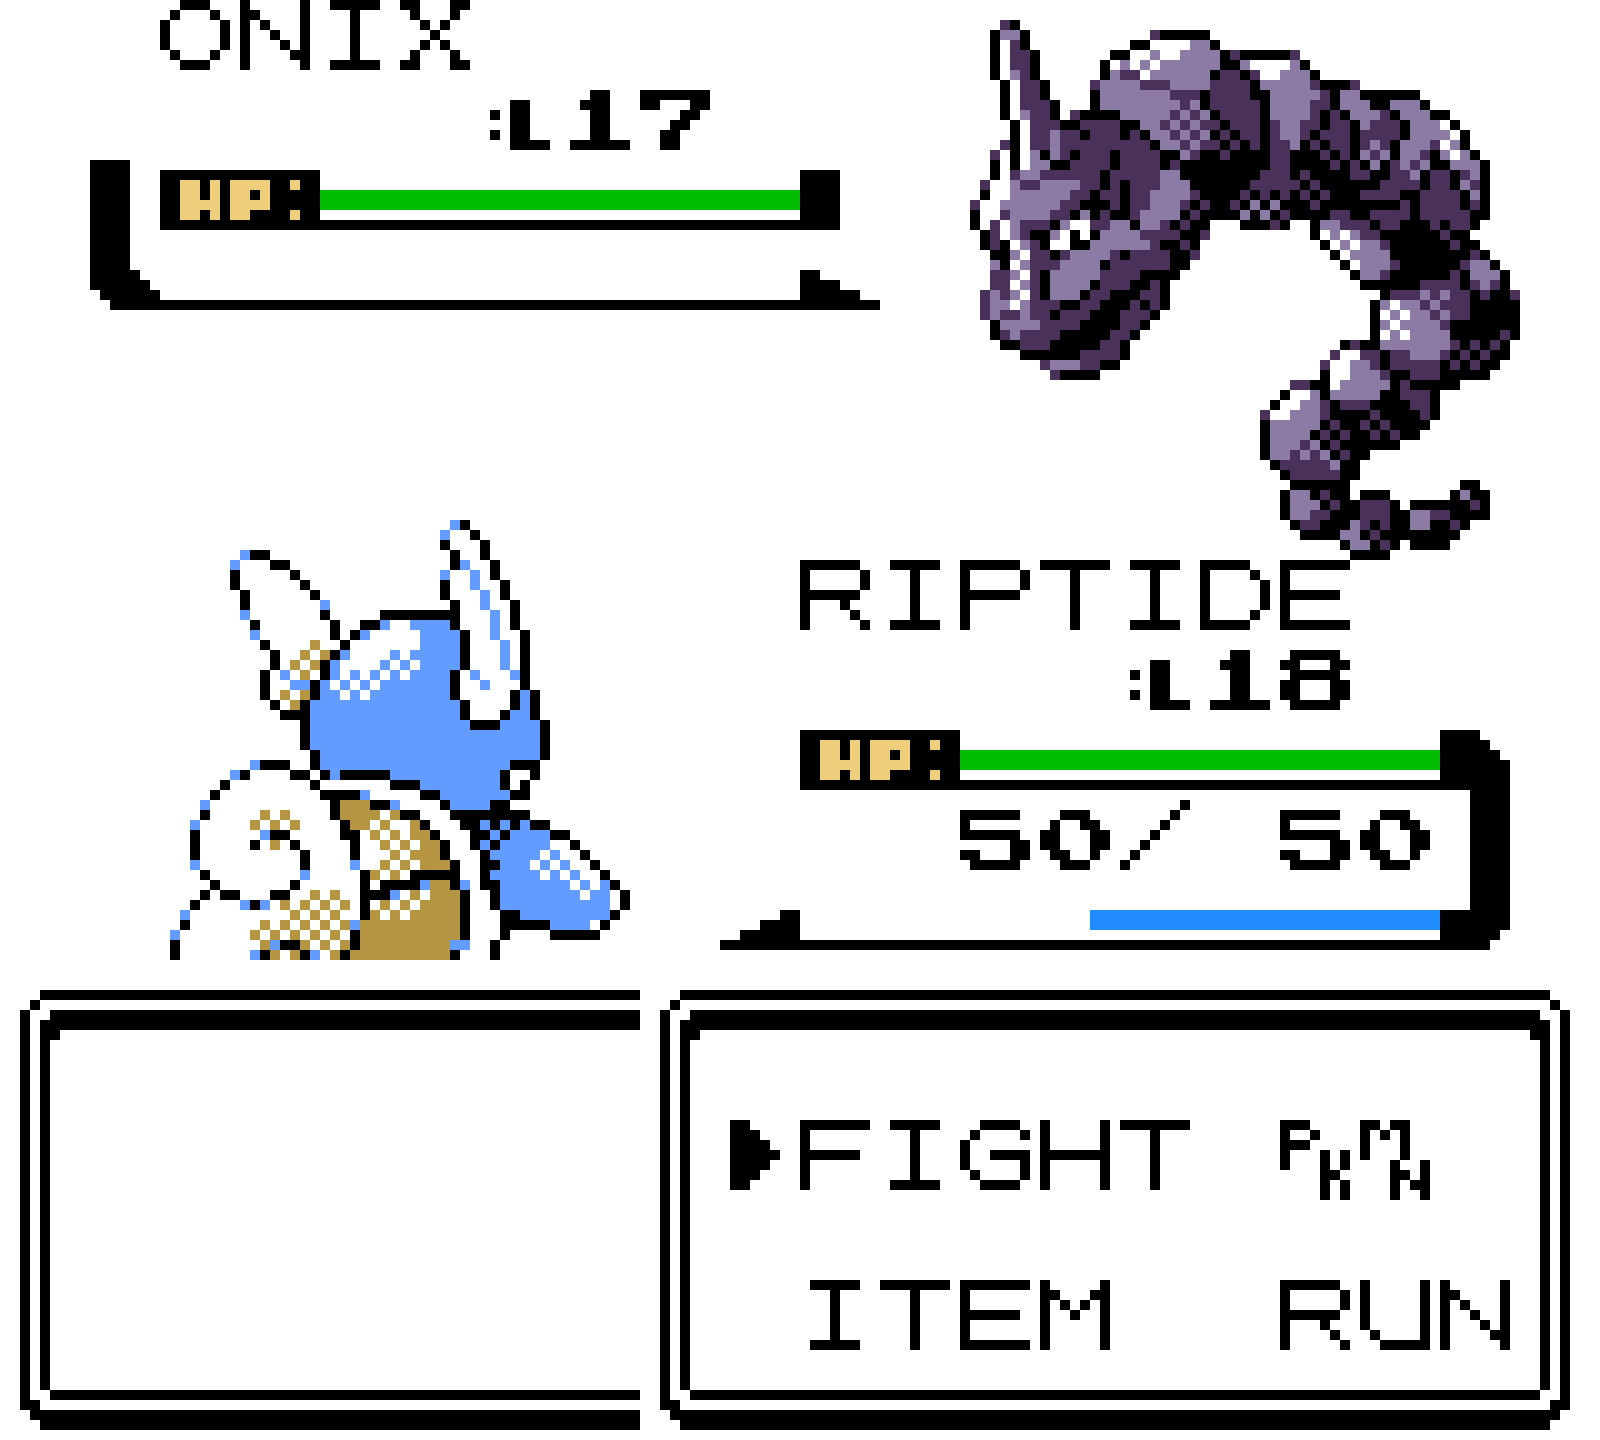 ONIX
:L17
HP:
RIPTIDE
:L18
HP:
50/ 50
▶FIGHT PKMN
ITEM RUN